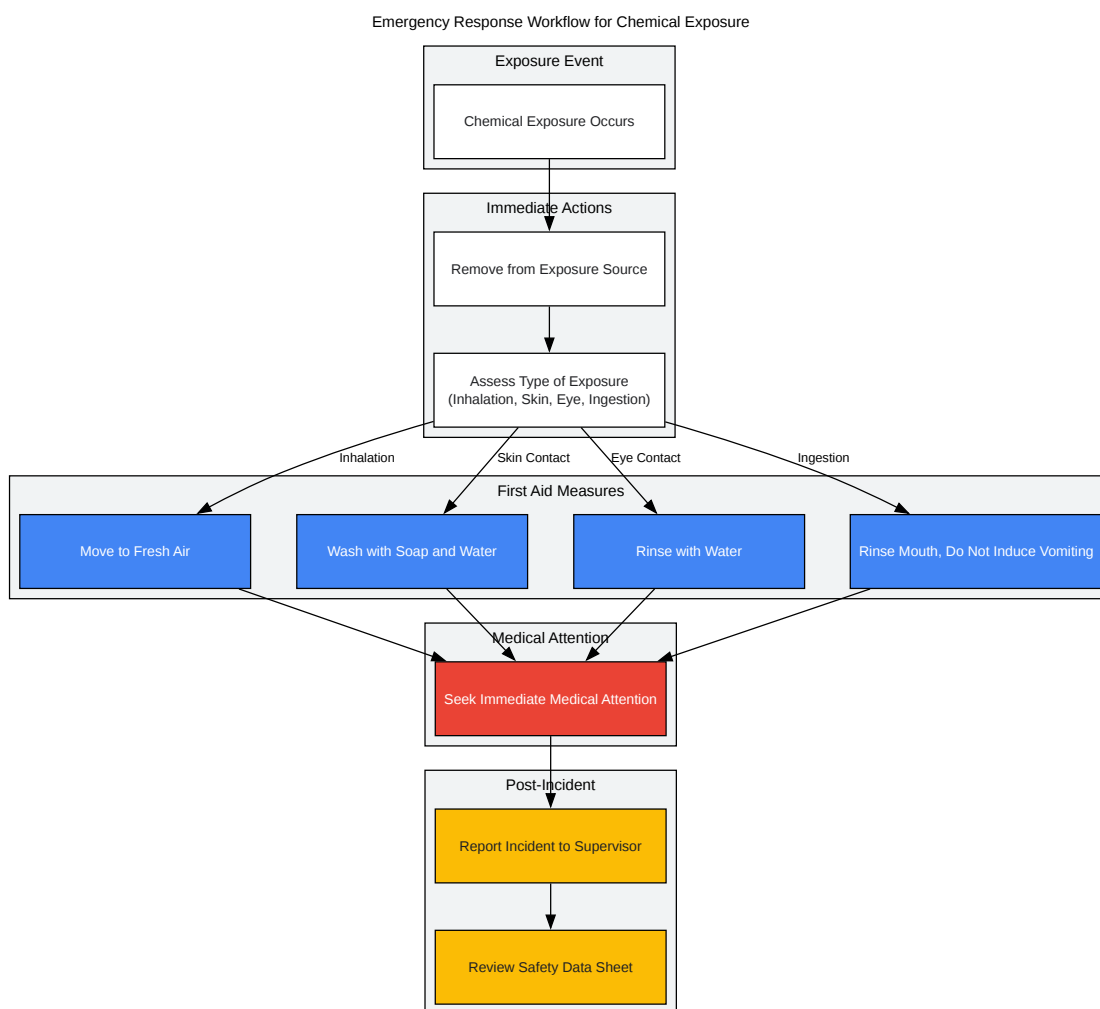 Emergency Response Workflow for Chemical Exposure
Exposure Event
Chemical Exposure Occurs
Immediate Actions
Remove from Exposure Source
Assess Type of Exposure
(Inhalation, Skin, Eye, Ingestion)
Inhalation
Skin Contact
Eye Contact
Ingestion
First Aid Measures
Move to Fresh Air
Wash with Soap and Water
Rinse with Water
Rinse Mouth, Do Not Induce Vomiting
Medical Attention
Seek Immediate Medical Attention
Post-Incident
Report Incident to Supervisor
Review Safety Data Sheet